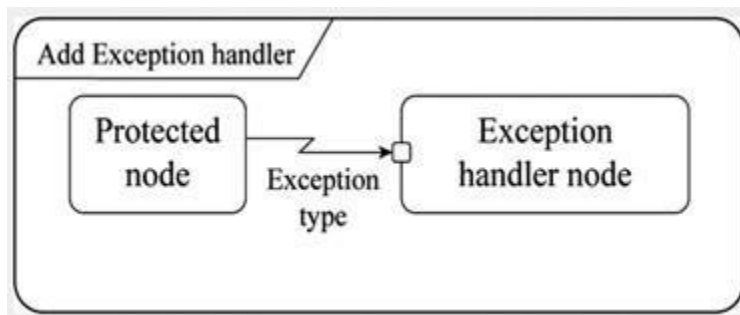 Add Exception handler
Protected
node
Exception
type
Exception
handler node